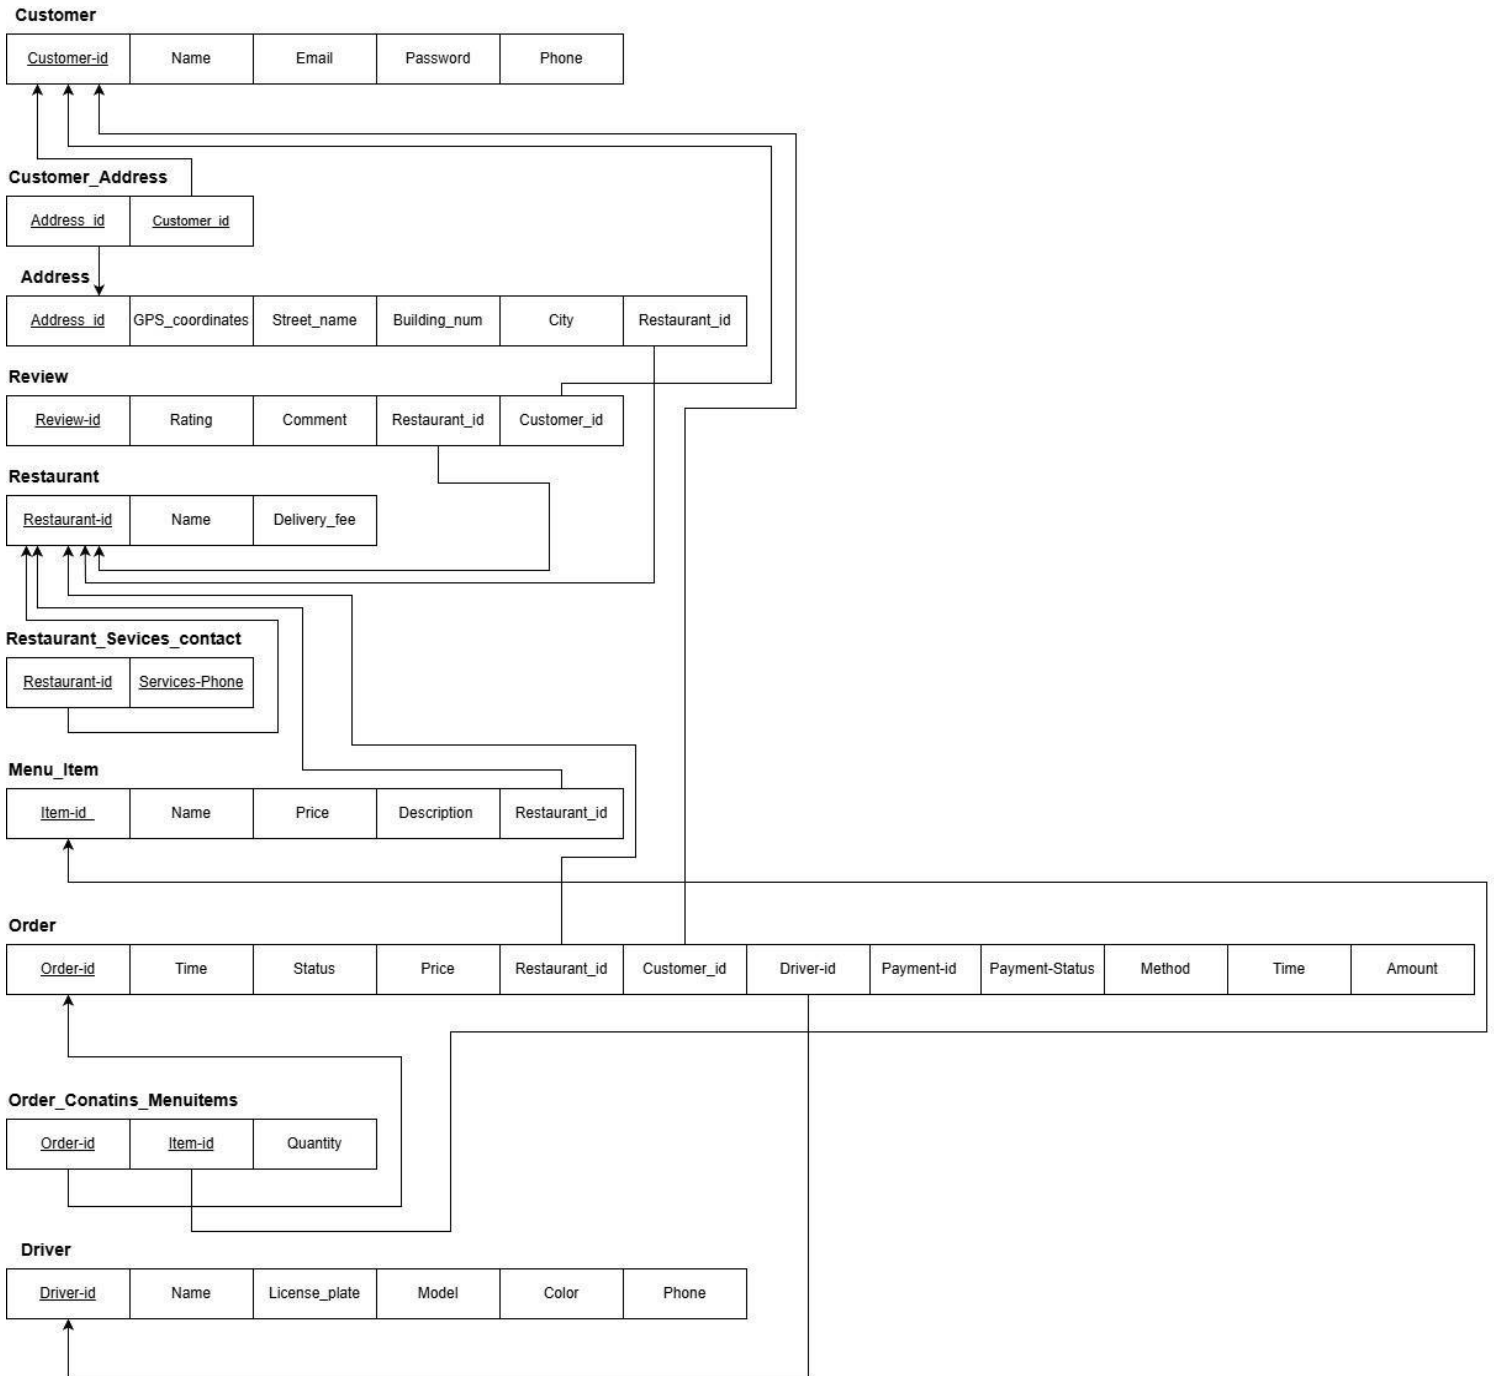 Customer
Customer-id Name Email Password Phone
Customer_Address
Address_id Customer_id
Address
Address_id GPS_coordinates Street_name Building_num City Restaurant_id
Review
Review-id Rating Comment Restaurant_id Customer_id
Restaurant
Restaurant-id Name Delivery_fee
Restaurant_Sevices_contact
Restaurant-id Services-Phone
Menu_Item
Item-id Name Price Description Restaurant_id
Order
Order-id Time Status Price Restaurant_id Customer_id Driver-id Payment-id Payment-Status Method Time Amount
Order_Conatins_Menuitems
Order-id Item-id Quantity
Driver
Driver-id Name License_plate Model Color Phone